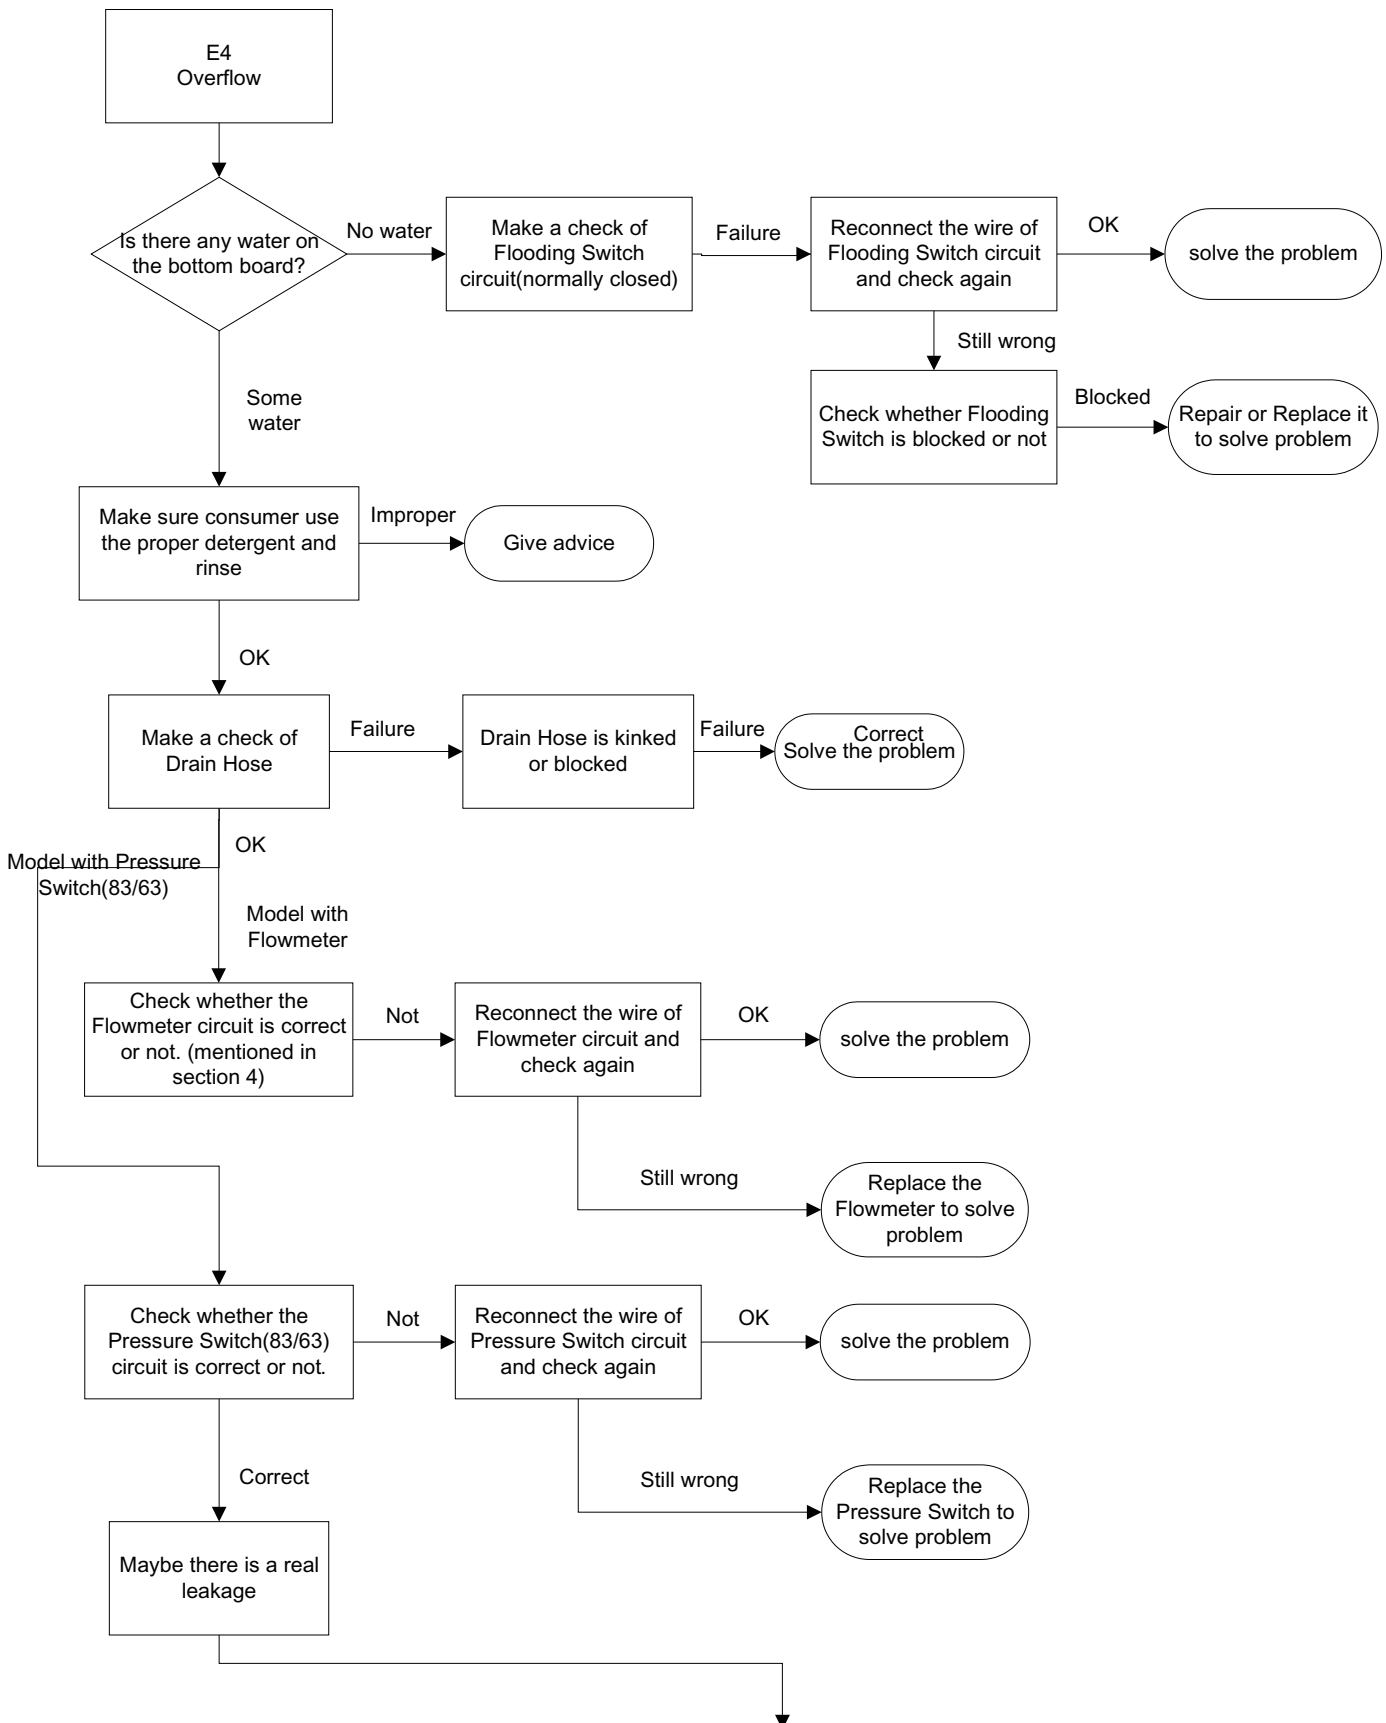 E4
Overflow
Is there any water on
the bottom board?
No water
Make a check of
Flooding Switch
circuit(normally closed)
Failure
Reconnect the wire of
Flooding Switch circuit
and check again
OK
solve the problem
Still wrong
Check whether Flooding
Switch is blocked or not
Blocked
Repair or Replace it
to solve problem
Some
water
Make sure consumer use
the proper detergent and
rinse
Improper
Give advice
OK
Make a check of
Drain Hose
Failure
Drain Hose is kinked
or blocked
Failure
Correct
Solve the problem
OK
Model with Pressure
Switch(83/63)
Model with
Flowmeter
Check whether the
Flowmeter circuit is correct
or not. (mentioned in
section 4)
Not
Reconnect the wire of
Flowmeter circuit and
check again
OK
solve the problem
Still wrong
Replace the
Flowmeter to solve
problem
Check whether the
Pressure Switch(83/63)
circuit is correct or not.
Not
Reconnect the wire of
Pressure Switch circuit
and check again
OK
solve the problem
Still wrong
Replace the
Pressure Switch to
solve problem
Correct
Maybe there is a real
leakage